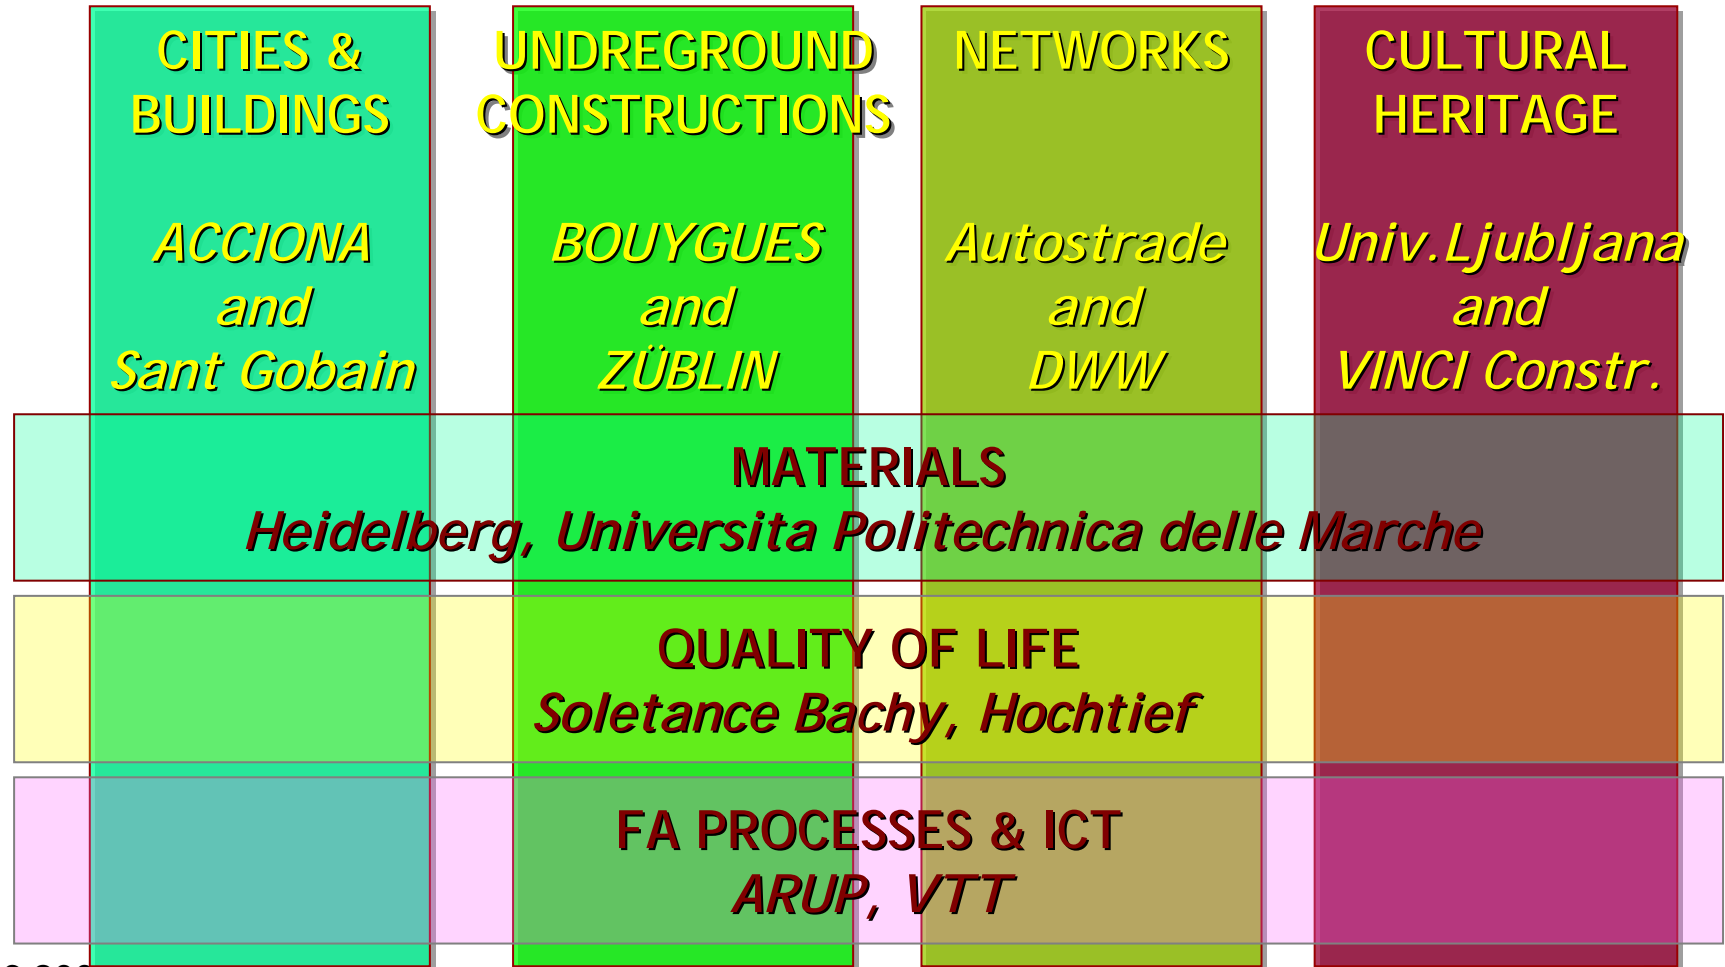 CITIES &
BUILDINGS
ACCIONA
and
Sant Gobain
UNDREGROUND
CONSTRUCTIONS
BOUYGUES
and
ZÜBLIN
NETWORKS
Autostrade
and
DWW
CULTURAL
HERITAGE
Univ.Ljubljana
and
VINCI Constr.
MATERIALS
Heidelberg, Universita Politechnica delle Marche
QUALITY OF LIFE
Soletance Bachy, Hochtief
FA PROCESSES & ICT
ARUP, VTT